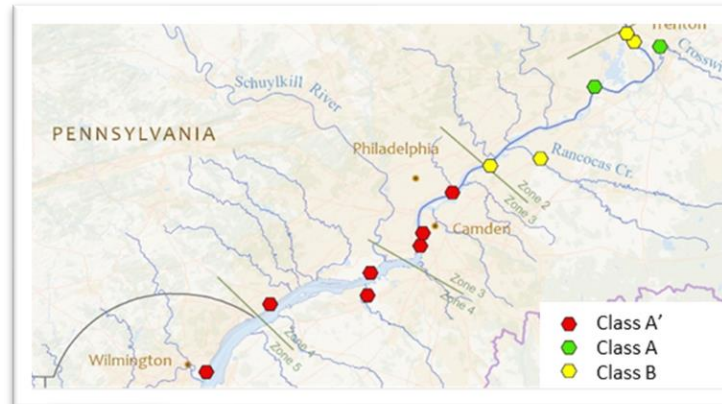 Trenton
Crosswi
Schuylkill River
PENNSYLVANIA
Philadelphia
Rancocas Cr.
Zone 2
Zone 3
Camden
Zone 3
Zone 4
Class A′
Class A
Class B
Wilmington
Zone 4
Zone 5